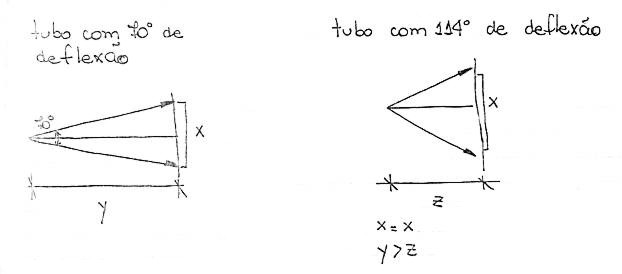 tubo com 70° de
deflexão
70°
x
y
tubo com 114° de deflexão
x
z
x = x
y > z